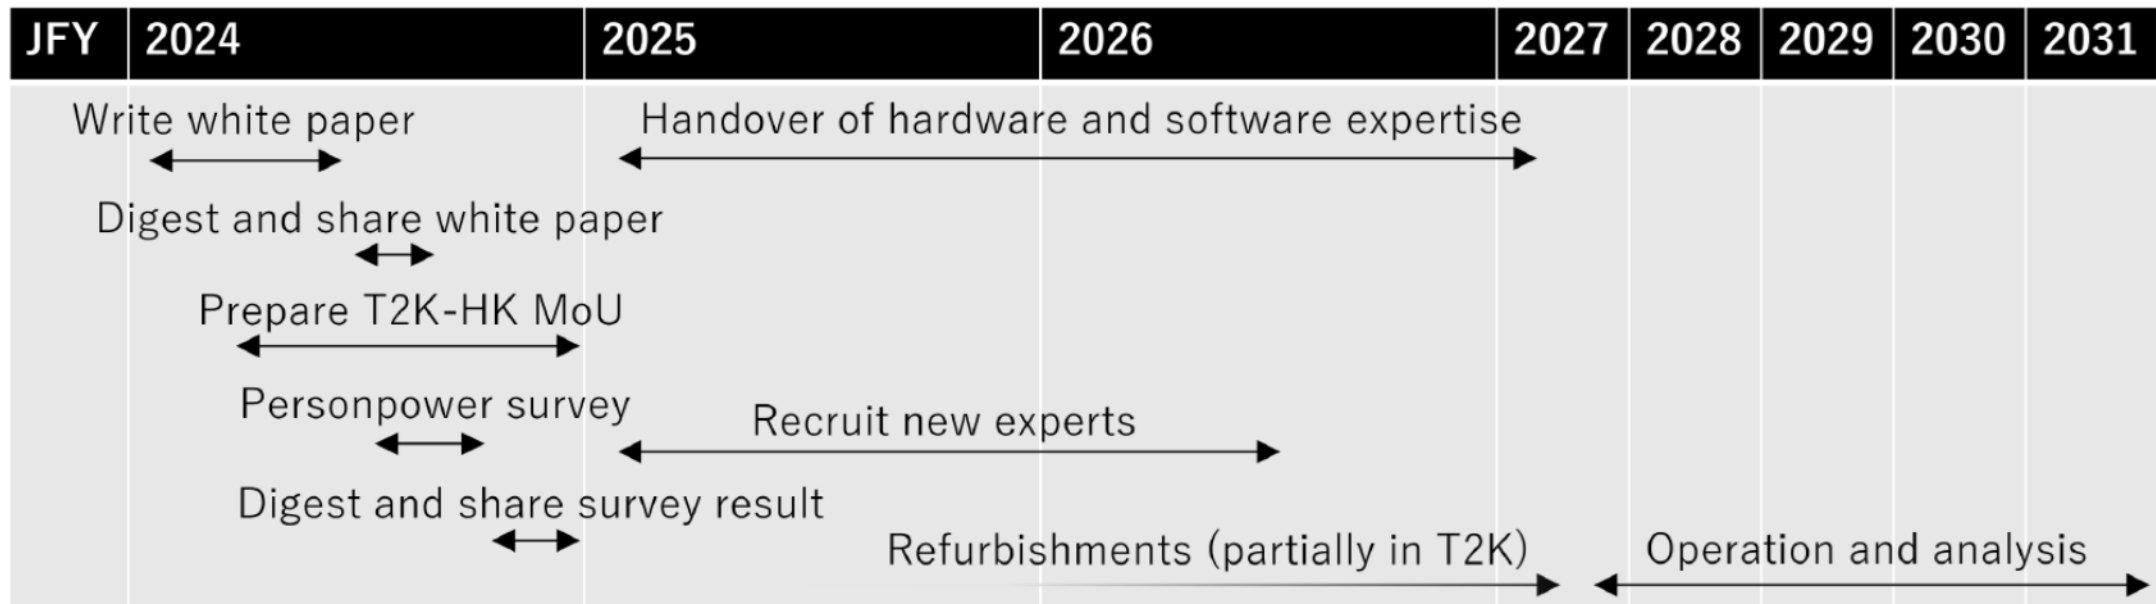 JFY 2024 2025 2026 2027 2028 2029 2030 2031
Write white paper
Handover of hardware and software expertise
Digest and share white paper
Prepare T2K-HK MoU
Personpower survey
Recruit new experts
Digest and share survey result
Refurbishments (partially in T2K)
Operation and analysis